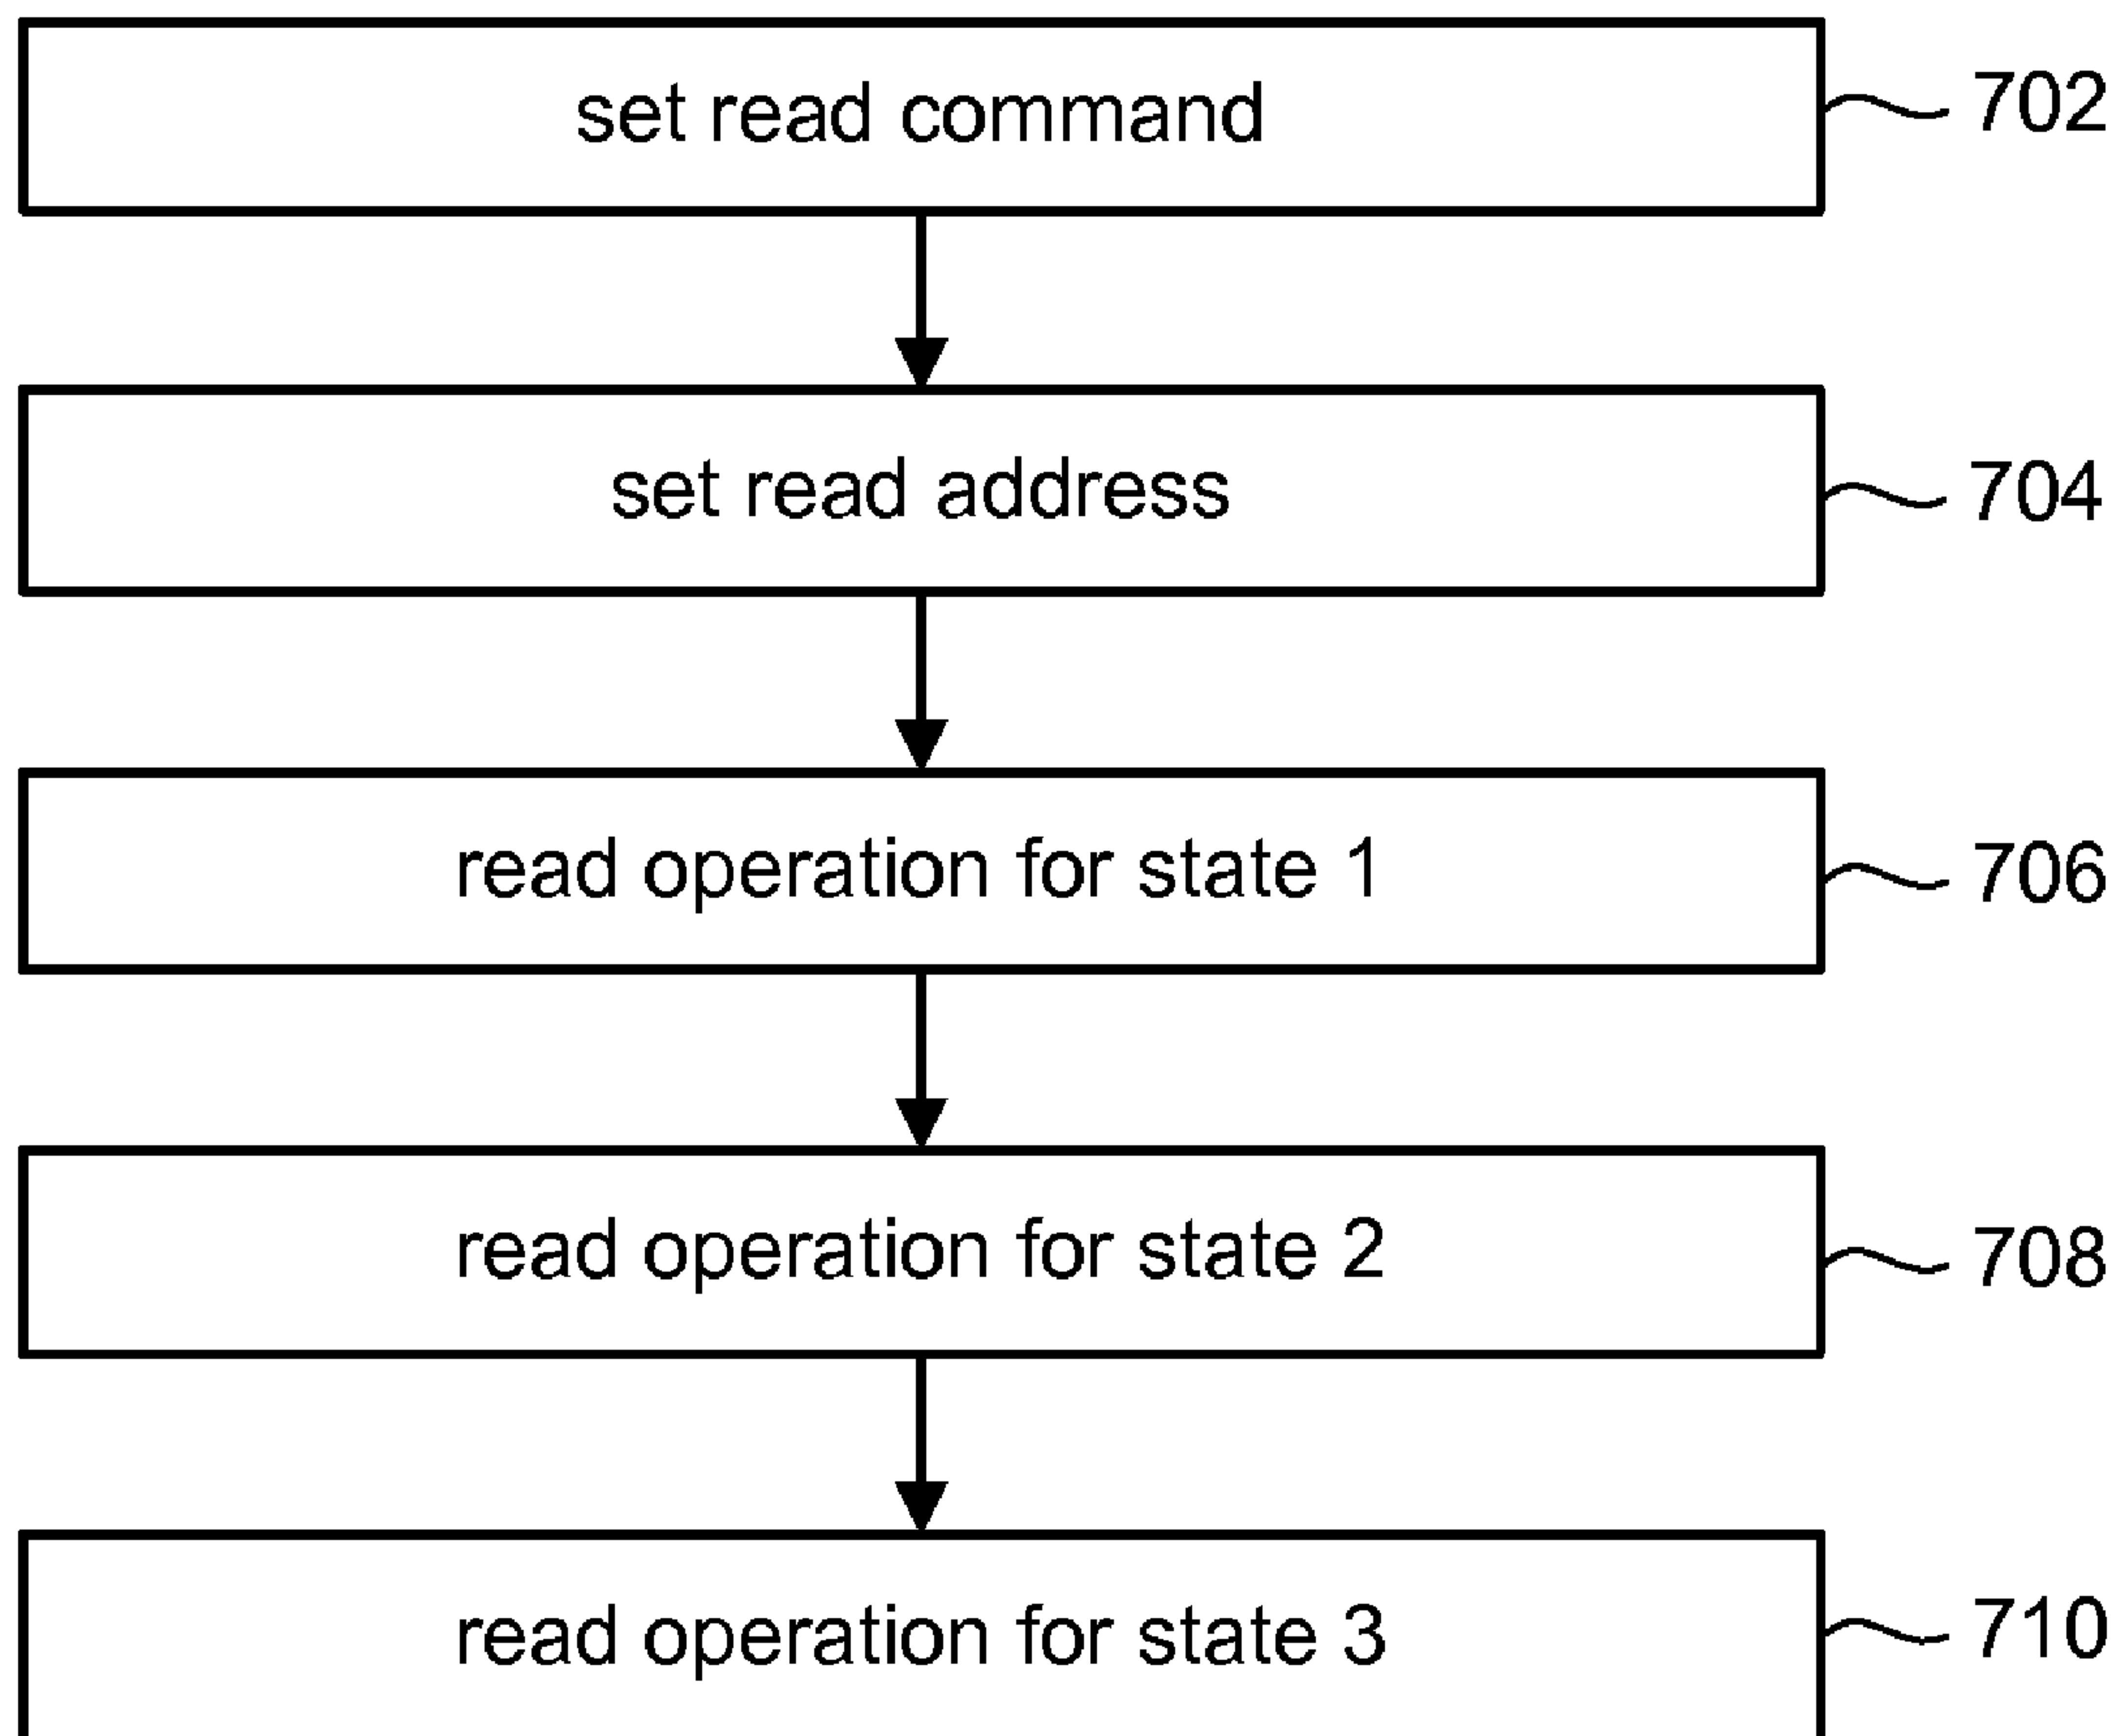 set read command 702
set read address 704
read operation for state 1 706
read operation for state 2 708
read operation for state 3 710